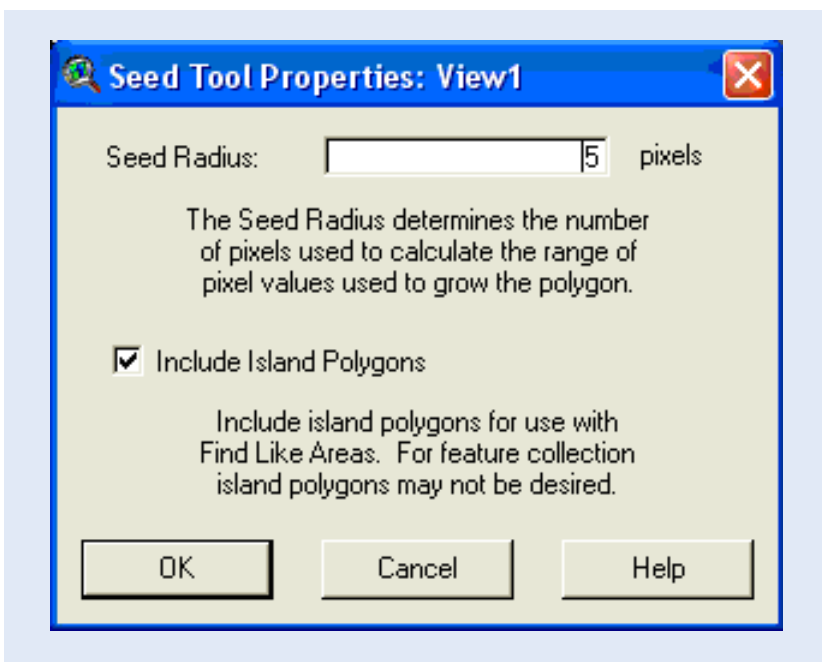 Seed Tool Properties: View1
Seed Radius: 5 pixels
The Seed Radius determines the number
of pixels used to calculate the range of
pixel values used to grow the polygon.
Include Island Polygons
Include island polygons for use with
Find Like Areas. For feature collection
island polygons may not be desired.
OK Cancel Help